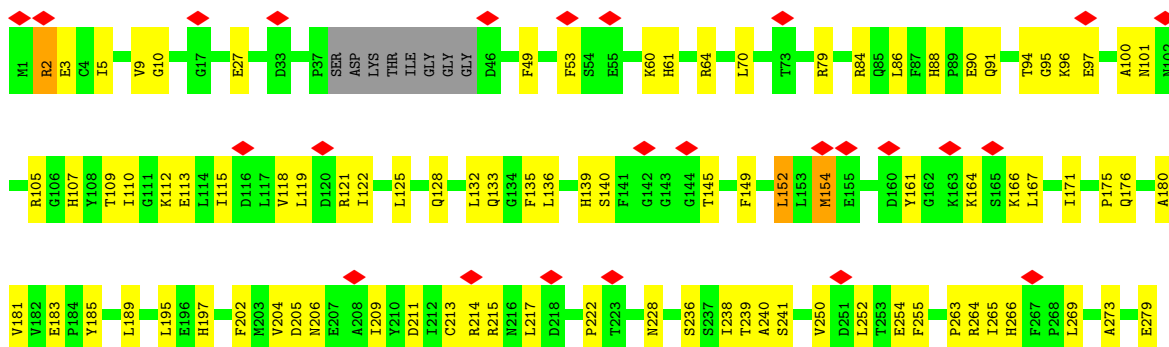 M1 R2 E3 C4 I5 V9 G10 G17 E27 D33 P37 SER ASP LYS THR ILE GLY GLY GLY D46 F49 F53 S54 E55 K60 H61 R64 L70 T73 R79 R84 Q85 L86 F87 H88 P89 E90 Q91 T94 G95 K96 E97 A100 N101 N102
R105 G106 H107 Y108 T109 I110 G111 K112 E113 L114 I115 D116 L117 V118 L119 D120 R121 I122 L125 Q128 L132 Q133 G134 F135 L136 H139 S140 F141 G142 G143 G144 T145 F149 L152 L153 M154 E155 D160 Y161 G162 K163 K164 S165 K166 L167 I171 P175 Q176 A180
V181 V182 E183 P184 Y185 L189 L195 E196 H197 F202 M203 V204 D205 N206 E207 A208 I209 Y210 D211 I212 C213 R214 R215 N216 L217 D218 P222 T223 N228 S236 S237 I238 T239 A240 S241 V250 D251 L252 T253 E254 F255 P263 R264 I265 H266 F267 P268 L269 A273 E279